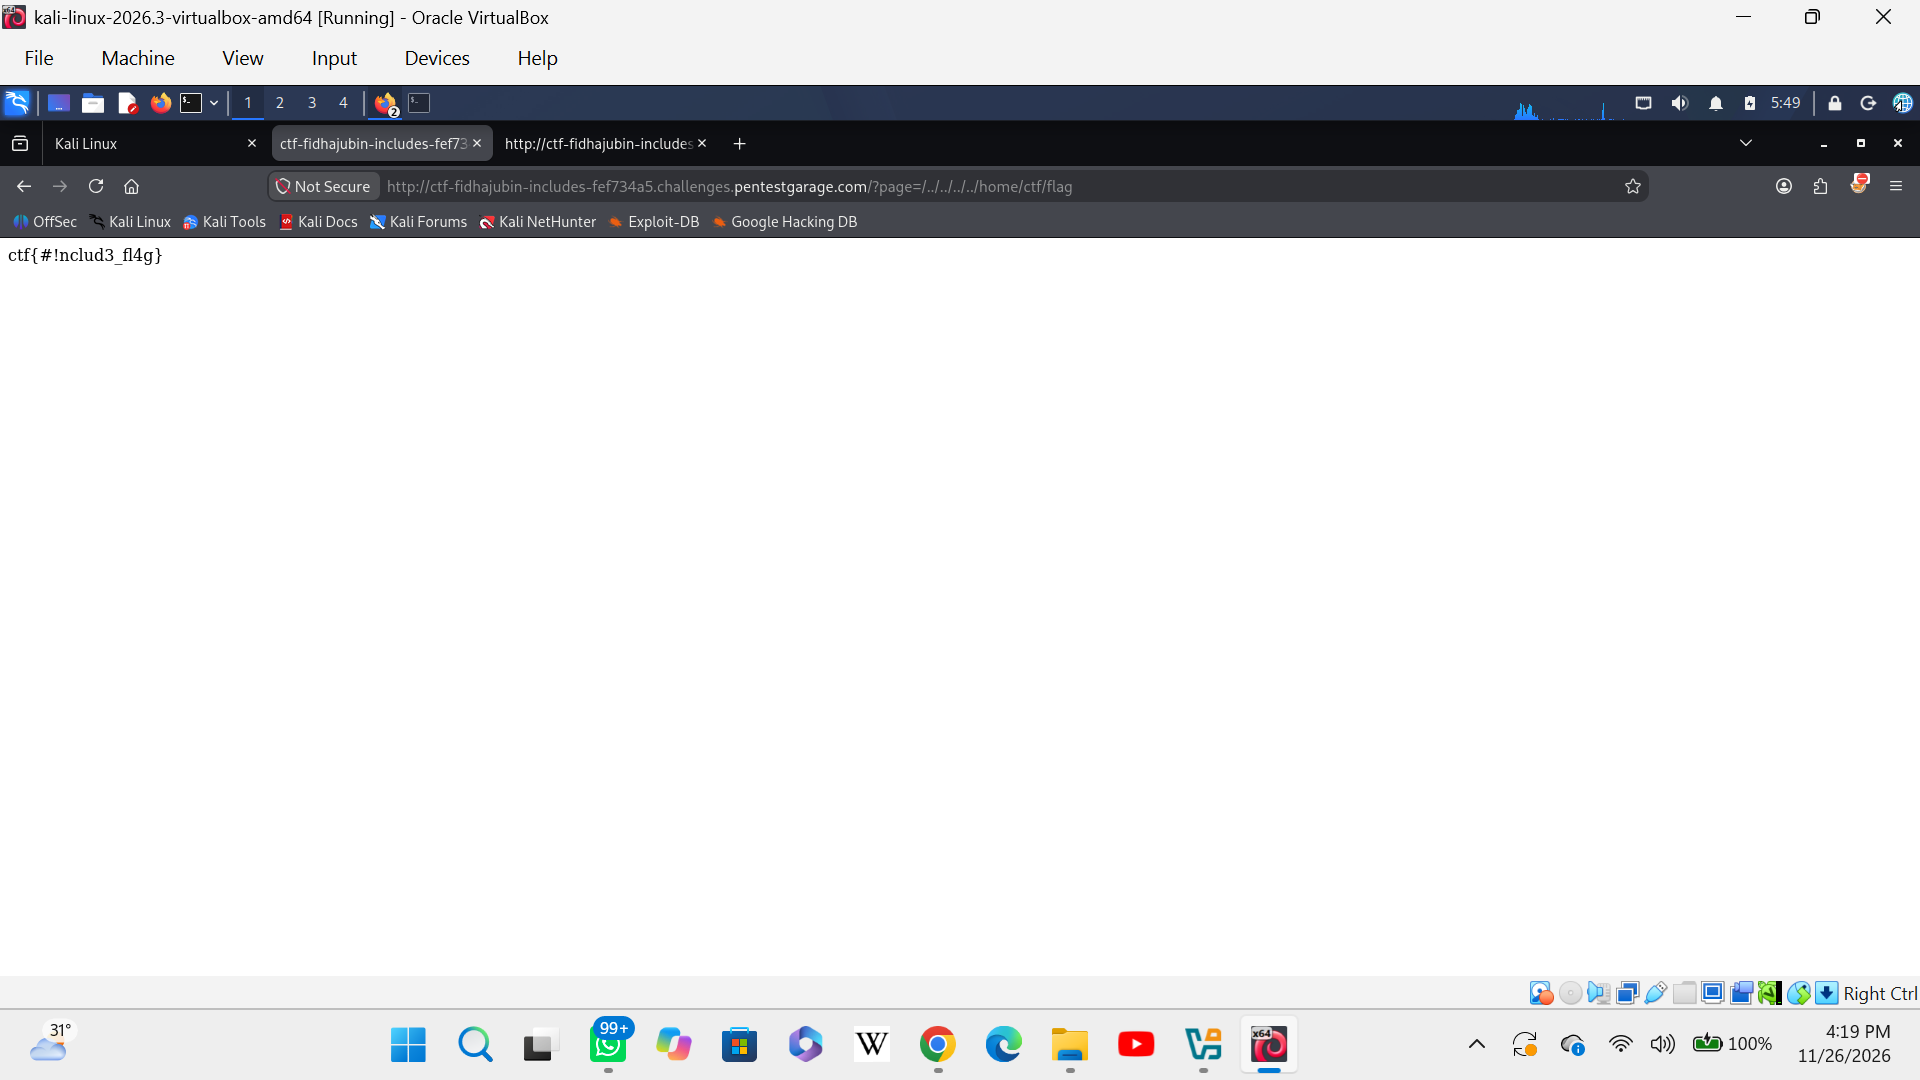 kali-linux-2026.3-virtualbox-amd64 [Running] - Oracle VirtualBox
File Machine View Input Devices Help
1 2 3 4 2 5:49
Kali Linux ctf-fidhajubin-includes-fef73 http://ctf-fidhajubin-includes
Not Secure http://ctf-fidhajubin-includes-fef734a5.challenges.pentestgarage.com/?page=/../../../../home/ctf/flag
OffSec Kali Linux Kali Tools Kali Docs Kali Forums Kali NetHunter Exploit-DB Google Hacking DB
ctf{#!nclud3_fl4g}
Right Ctrl
31° 99+ W x64 100% 4:19 PM
11/26/2026